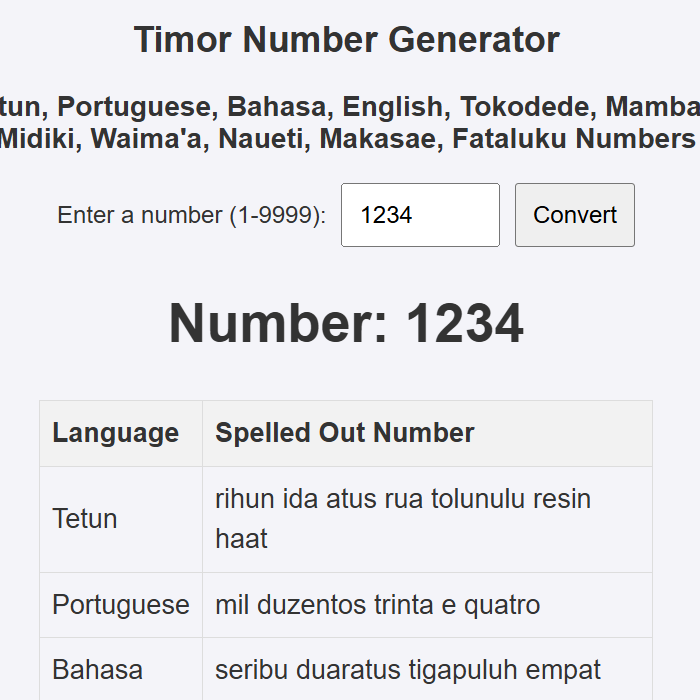 Timor Number Generator
tun, Portuguese, Bahasa, English, Tokodede, Mamba
Midiki, Waima'a, Naueti, Makasae, Fataluku Numbers
Enter a number (1-9999): 1234 Convert
Number: 1234
Language Spelled Out Number
Tetun rihun ida atus rua tolunulu resin
haat
Portuguese mil duzentos trinta e quatro
Bahasa seribu duaratus tigapuluh empat